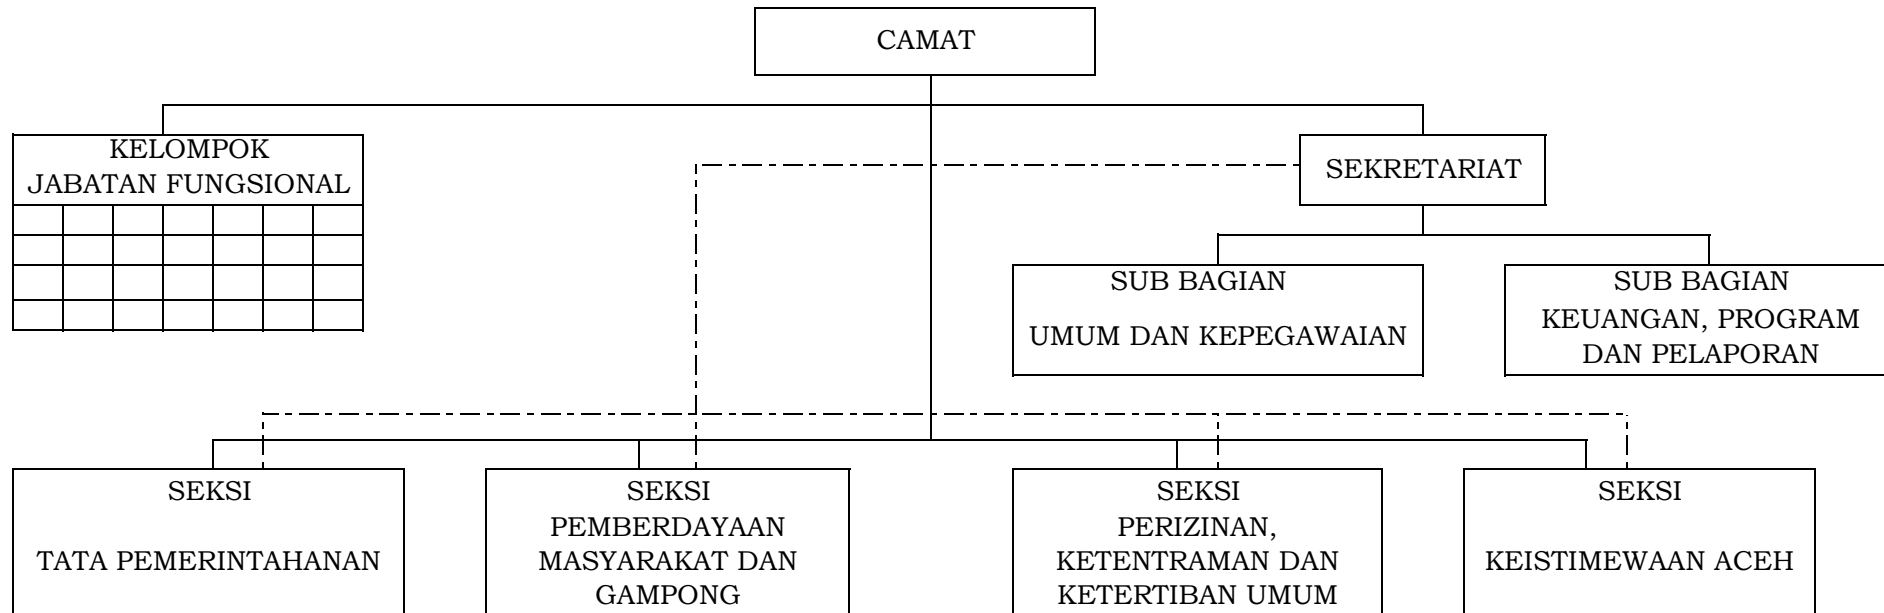 CAMAT
KELOMPOK
JABATAN FUNGSIONAL
SEKRETARIAT
SUB BAGIAN
UMUM DAN KEPEGAWAIAN
SUB BAGIAN
KEUANGAN, PROGRAM
DAN PELAPORAN
SEKSI
TATA PEMERINTAHANAN
SEKSI
PEMBERDAYAAN
MASYARAKAT DAN
GAMPONG
SEKSI
PERIZINAN,
KETENTRAMAN DAN
KETERTIBAN UMUM
SEKSI
KEISTIMEWAAN ACEH